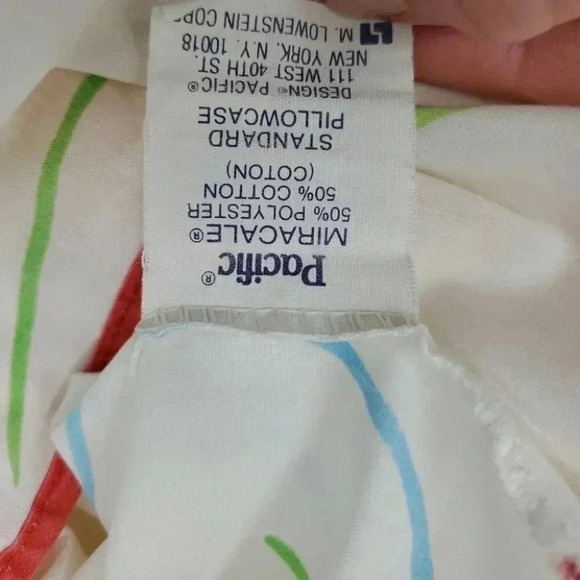 Pacific®
MIRACALE®
50% POLYESTER
50% COTTON
(COTON)
STANDARD
PILLOWCASE
DESIGN® PACIFIC®
111 WEST 40TH ST.
NEW YORK, N.Y. 10018
M. LOWENSTEIN CORP